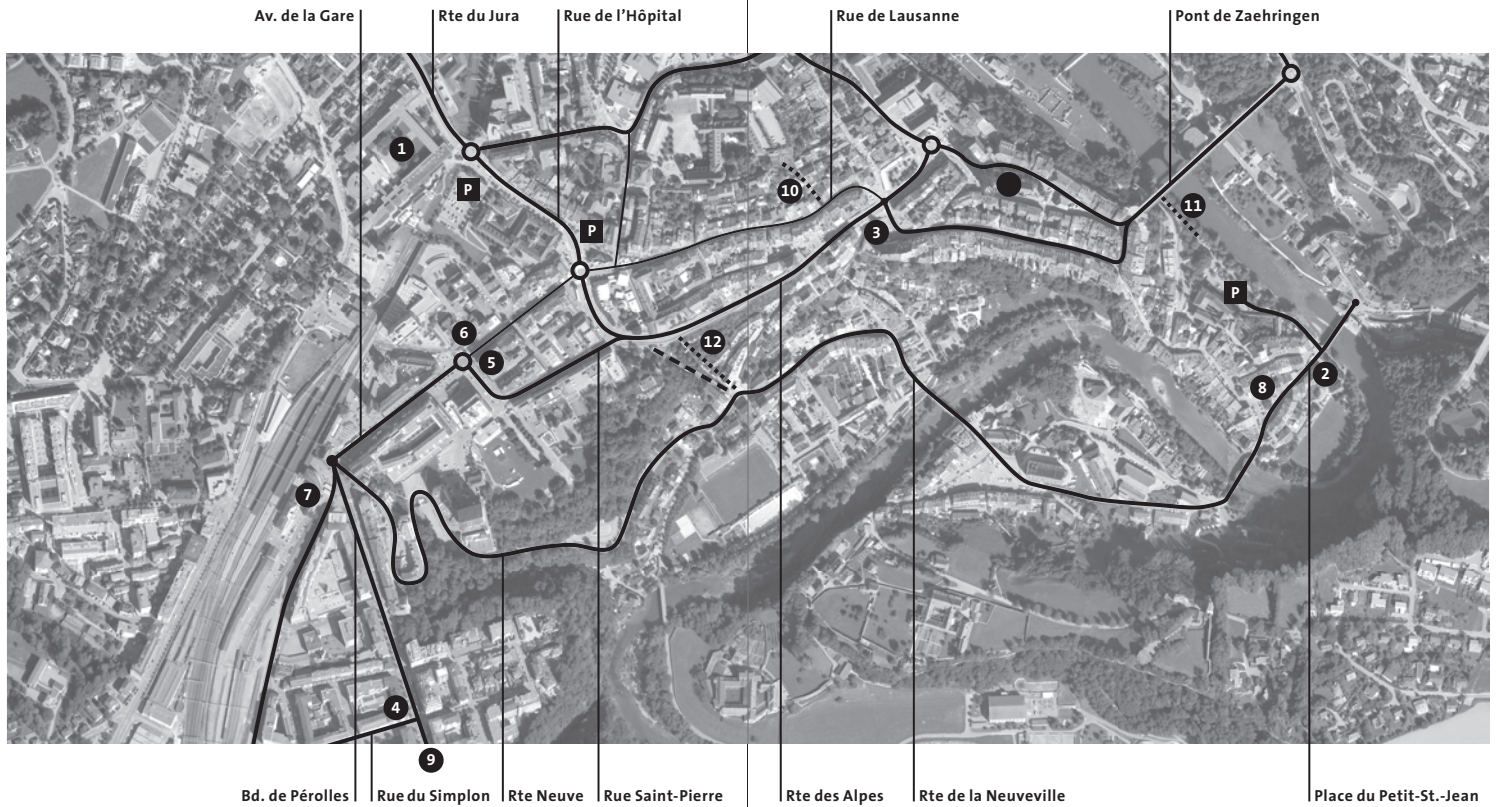 Av. de la Gare
Rte du Jura
Rue de l’Hôpital
Rue de Lausanne
Pont de Zaehringen
1
P
10
11
P
3
P
6
5
12
2
8
7
4
9
Bd. de Pérolles
Rue du Simplon
Rte Neuve
Rue Saint-Pierre
Rte des Alpes
Rte de la Neuveville
Place du Petit-St.-Jean